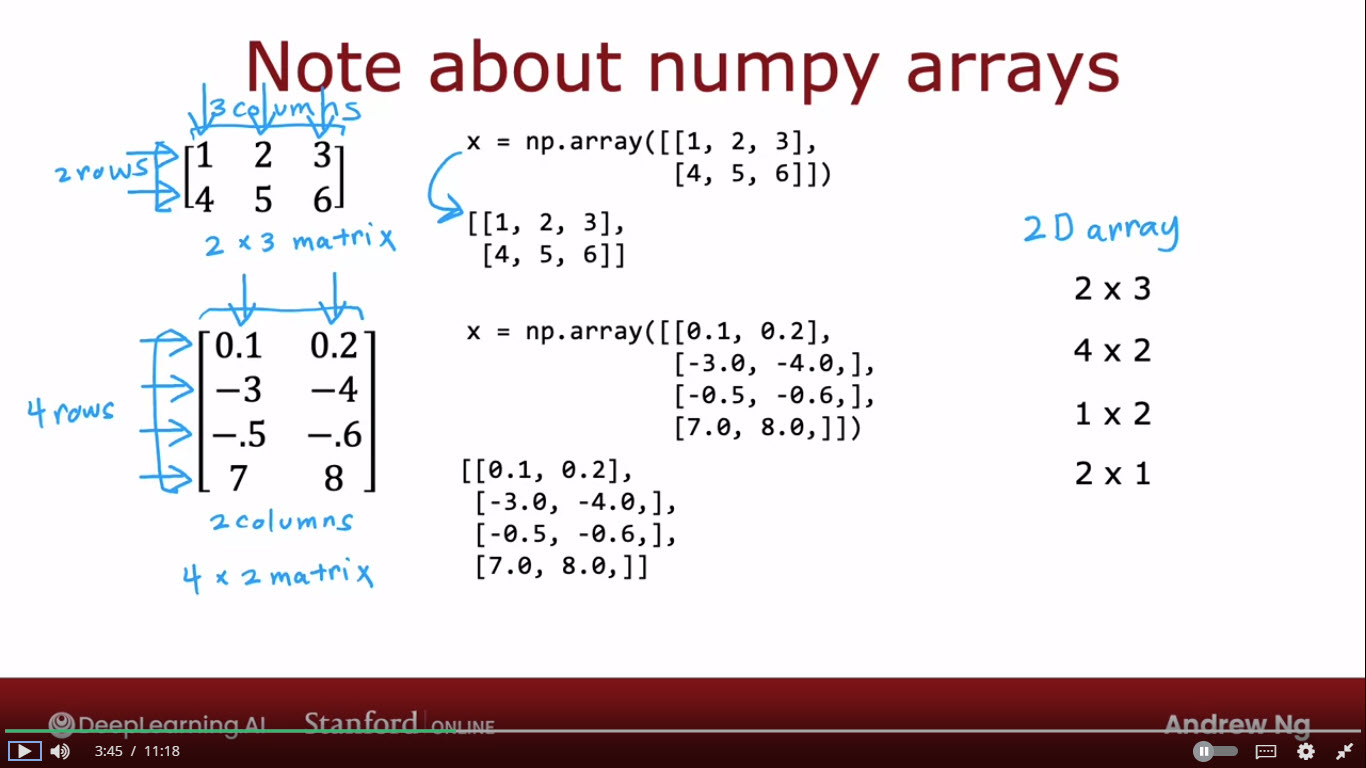 Note about numpy arrays
3 columns
2 rows
1 2 3
4 5 6
2 × 3 matrix
x = np.array([[1, 2, 3],
[4, 5, 6]])
[[1, 2, 3],
[4, 5, 6]]
4 rows
0.1 0.2
−3 −4
−.5 −.6
7 8
2 columns
4 × 2 matrix
x = np.array([[0.1, 0.2],
[-3.0, -4.0,],
[-0.5, -0.6,],
[7.0, 8.0,]])
[[0.1, 0.2],
[-3.0, -4.0,],
[-0.5, -0.6,],
[7.0, 8.0,]]
2D array
2 x 3
4 x 2
1 x 2
2 x 1
DeepLearning.AI Stanford | ONLINE
Andrew Ng
3:45 / 11:18